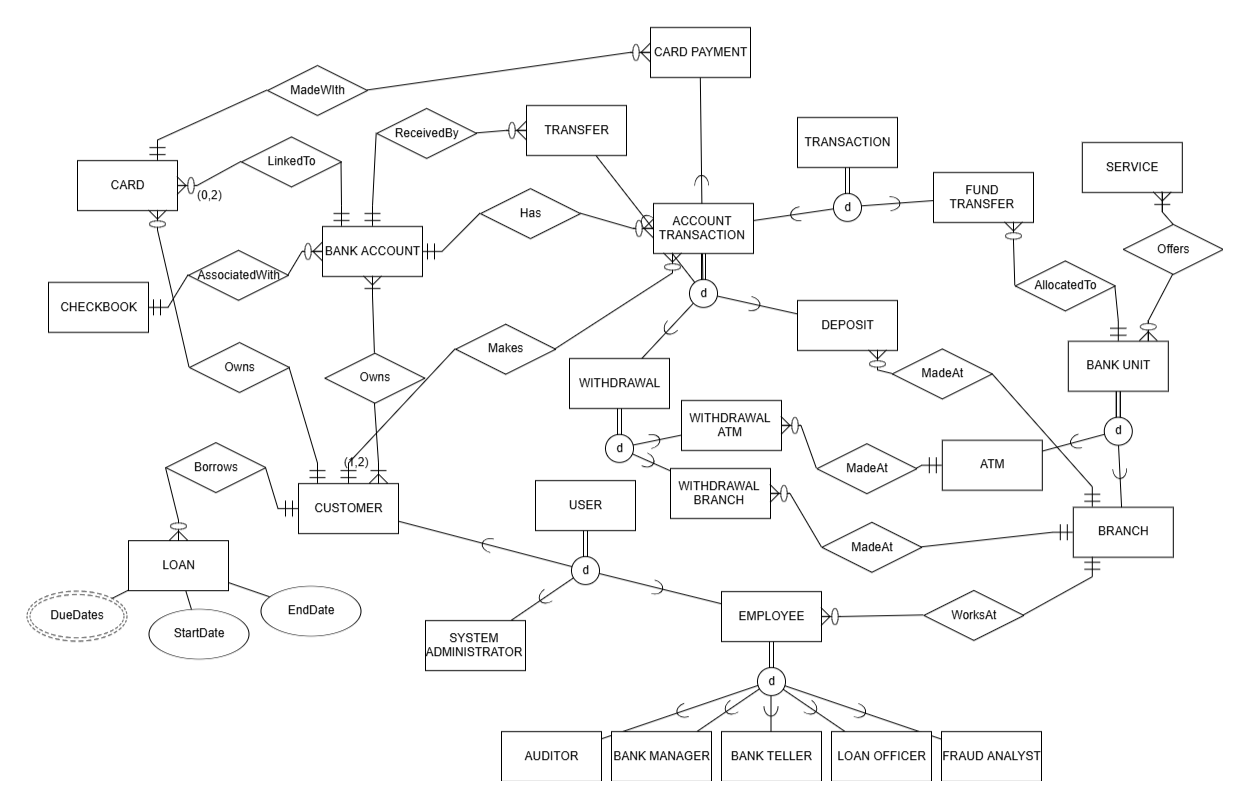 CARD PAYMENT
MadeWIth
TRANSFER
ReceivedBy
TRANSACTION
LinkedTo
SERVICE
CARD
(0,2)
FUND
TRANSFER
Has
d
ACCOUNT
TRANSACTION
BANK ACCOUNT
Offers
AssociatedWith
AllocatedTo
d
CHECKBOOK
DEPOSIT
Makes
Owns
Owns
BANK UNIT
MadeAt
WITHDRAWAL
WITHDRAWAL
ATM
d
d
Borrows
(1,2)
MadeAt
ATM
WITHDRAWAL
BRANCH
CUSTOMER
USER
BRANCH
MadeAt
LOAN
d
DueDates
StartDate
EndDate
EMPLOYEE
WorksAt
SYSTEM
ADMINISTRATOR
d
AUDITOR
BANK MANAGER
BANK TELLER
LOAN OFFICER
FRAUD ANALYST